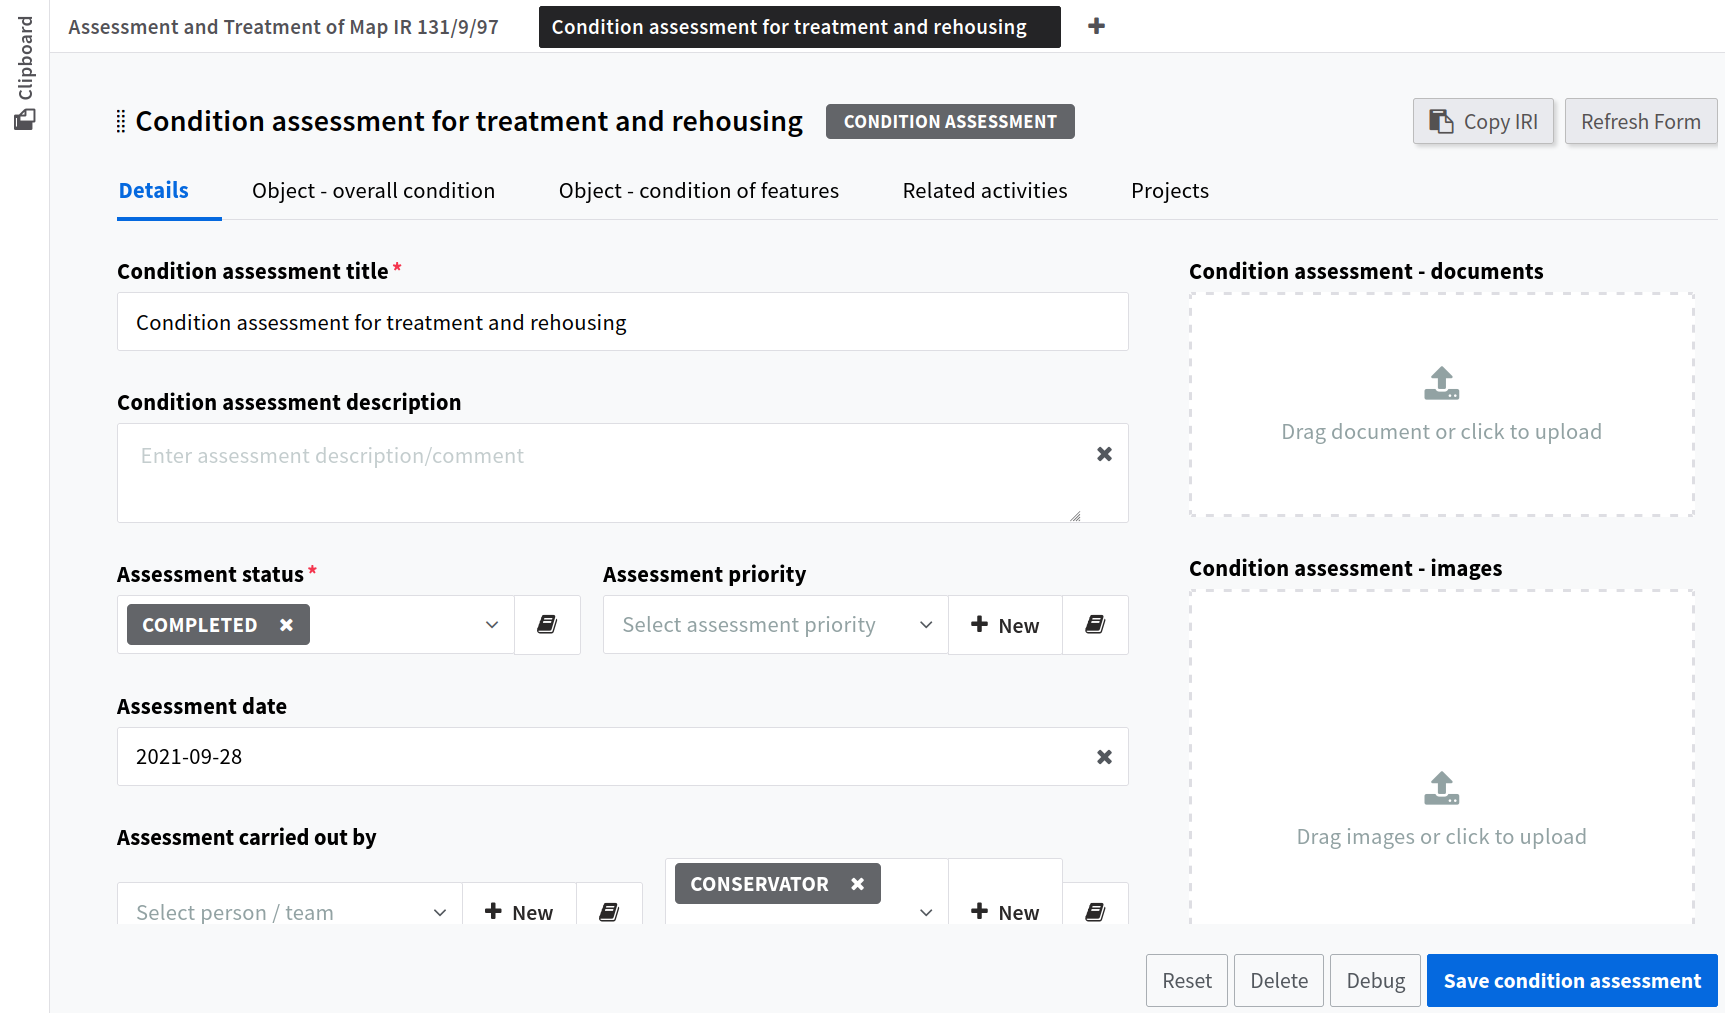 Clipboard
Assessment and Treatment of Map IR 131/9/97
Condition assessment for treatment and rehousing
Condition assessment for treatment and rehousing
CONDITION ASSESSMENT
Copy IRI
Refresh Form
Details
Object - overall condition
Object - condition of features
Related activities
Projects
Condition assessment title *
Condition assessment for treatment and rehousing
Condition assessment description
Enter assessment description/comment
Assessment status *
COMPLETED
Assessment priority
Select assessment priority
New
Assessment date
2021-09-28
Assessment carried out by
Select person / team
New
CONSERVATOR
New
Condition assessment - documents
Drag document or click to upload
Condition assessment - images
Drag images or click to upload
Reset
Delete
Debug
Save condition assessment